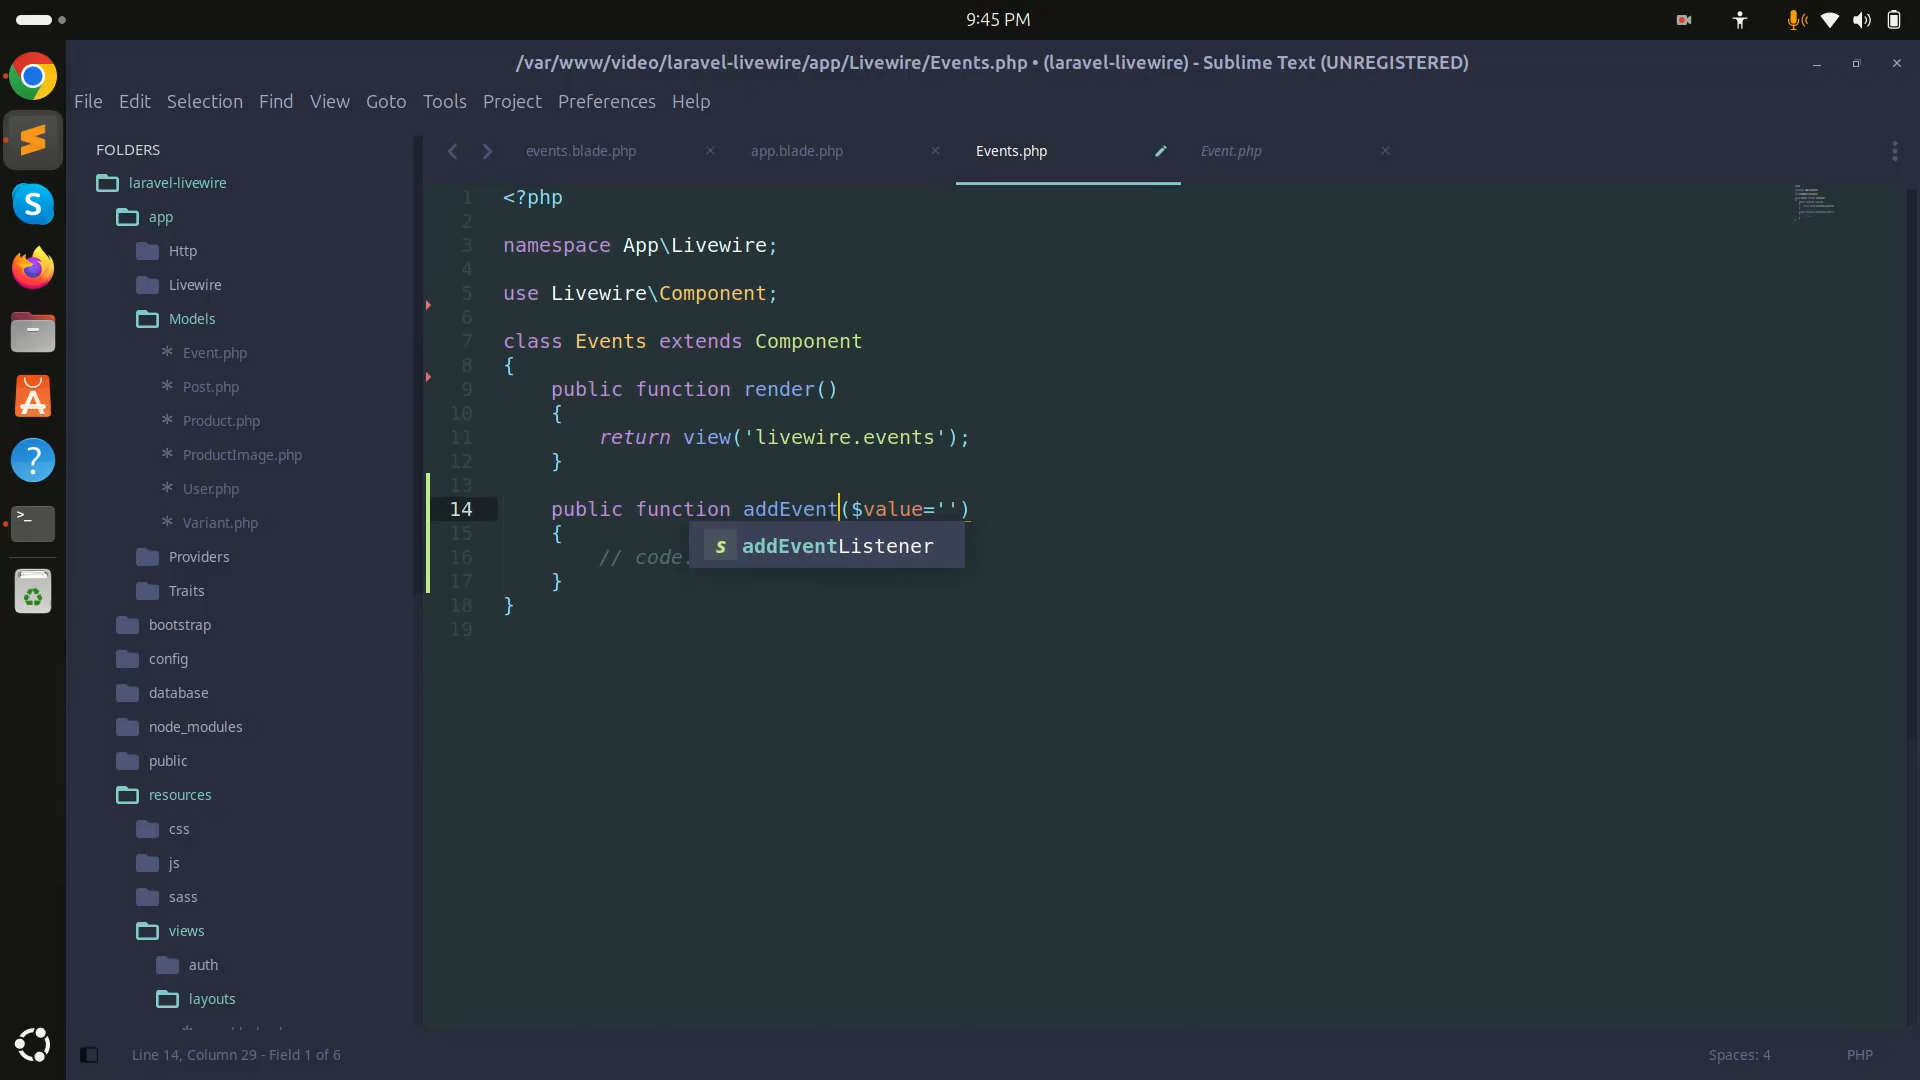 9:45 PM
/var/www/video/laravel-livewire/app/Livewire/Events.php • (laravel-livewire) - Sublime Text (UNREGISTERED)
File Edit Selection Find View Goto Tools Project Preferences Help
FOLDERS
laravel-livewire
app
Http
Livewire
Models
Event.php
Post.php
Product.php
ProductImage.php
User.php
Variant.php
Providers
Traits
bootstrap
config
database
node_modules
public
resources
css
js
sass
views
auth
layouts
events.blade.php
app.blade.php
Events.php
Event.php
1 <?php
2
3 namespace App\Livewire;
4
5 use Livewire\Component;
6
7 class Events extends Component
8 {
9 public function render()
10 {
11 return view('livewire.events');
12 }
13
14 public function addEvent($value='')
15 {
s addEventListener
16 // code.
17 }
18 }
19
Line 14, Column 29 - Field 1 of 6
Spaces: 4
PHP